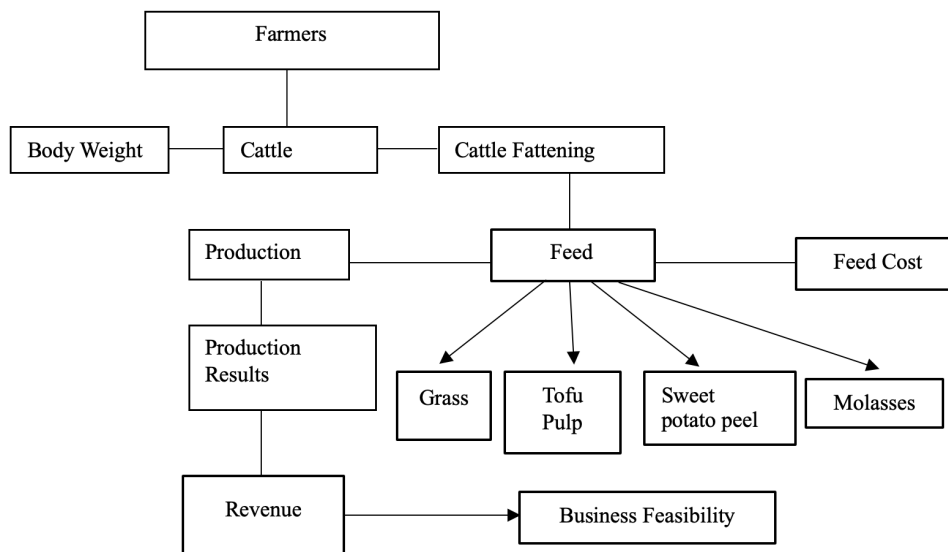 Farmers
Body Weight
Cattle
Cattle Fattening
Production
Feed
Feed Cost
Production
Results
Grass
Tofu
Pulp
Sweet
potato peel
Molasses
Revenue
Business Feasibility